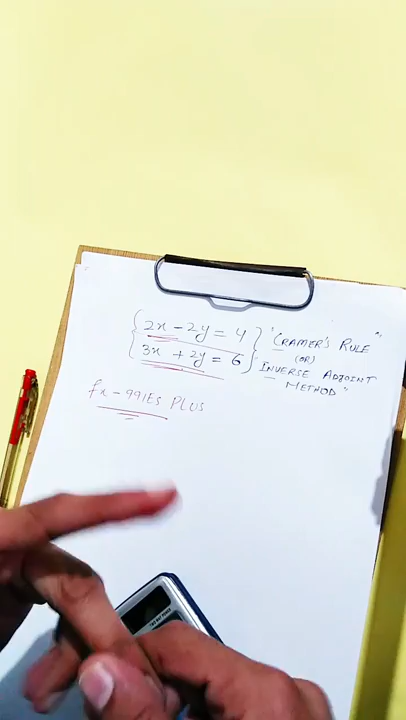 2x - 2y = 4
3x + 2y = 6
"CRAMER'S RULE"
(OR)
INVERSE ADJOINT
METHOD"
fx - 991ES PLUS